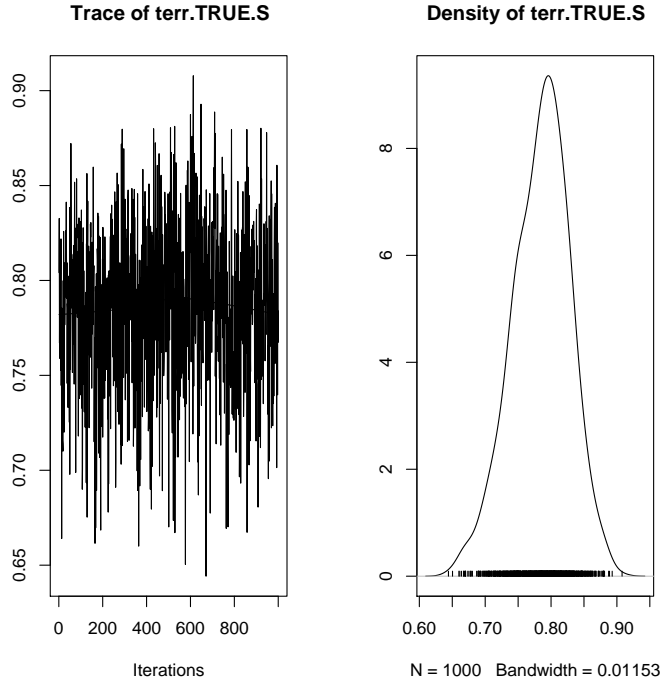 Trace of terr.TRUE.S
0.90
0.85
0.80
0.75
0.70
0.65
0 200 400 600 800
Iterations
Density of terr.TRUE.S
8
6
4
2
0
0.60 0.70 0.80 0.90
N = 1000 Bandwidth = 0.01153